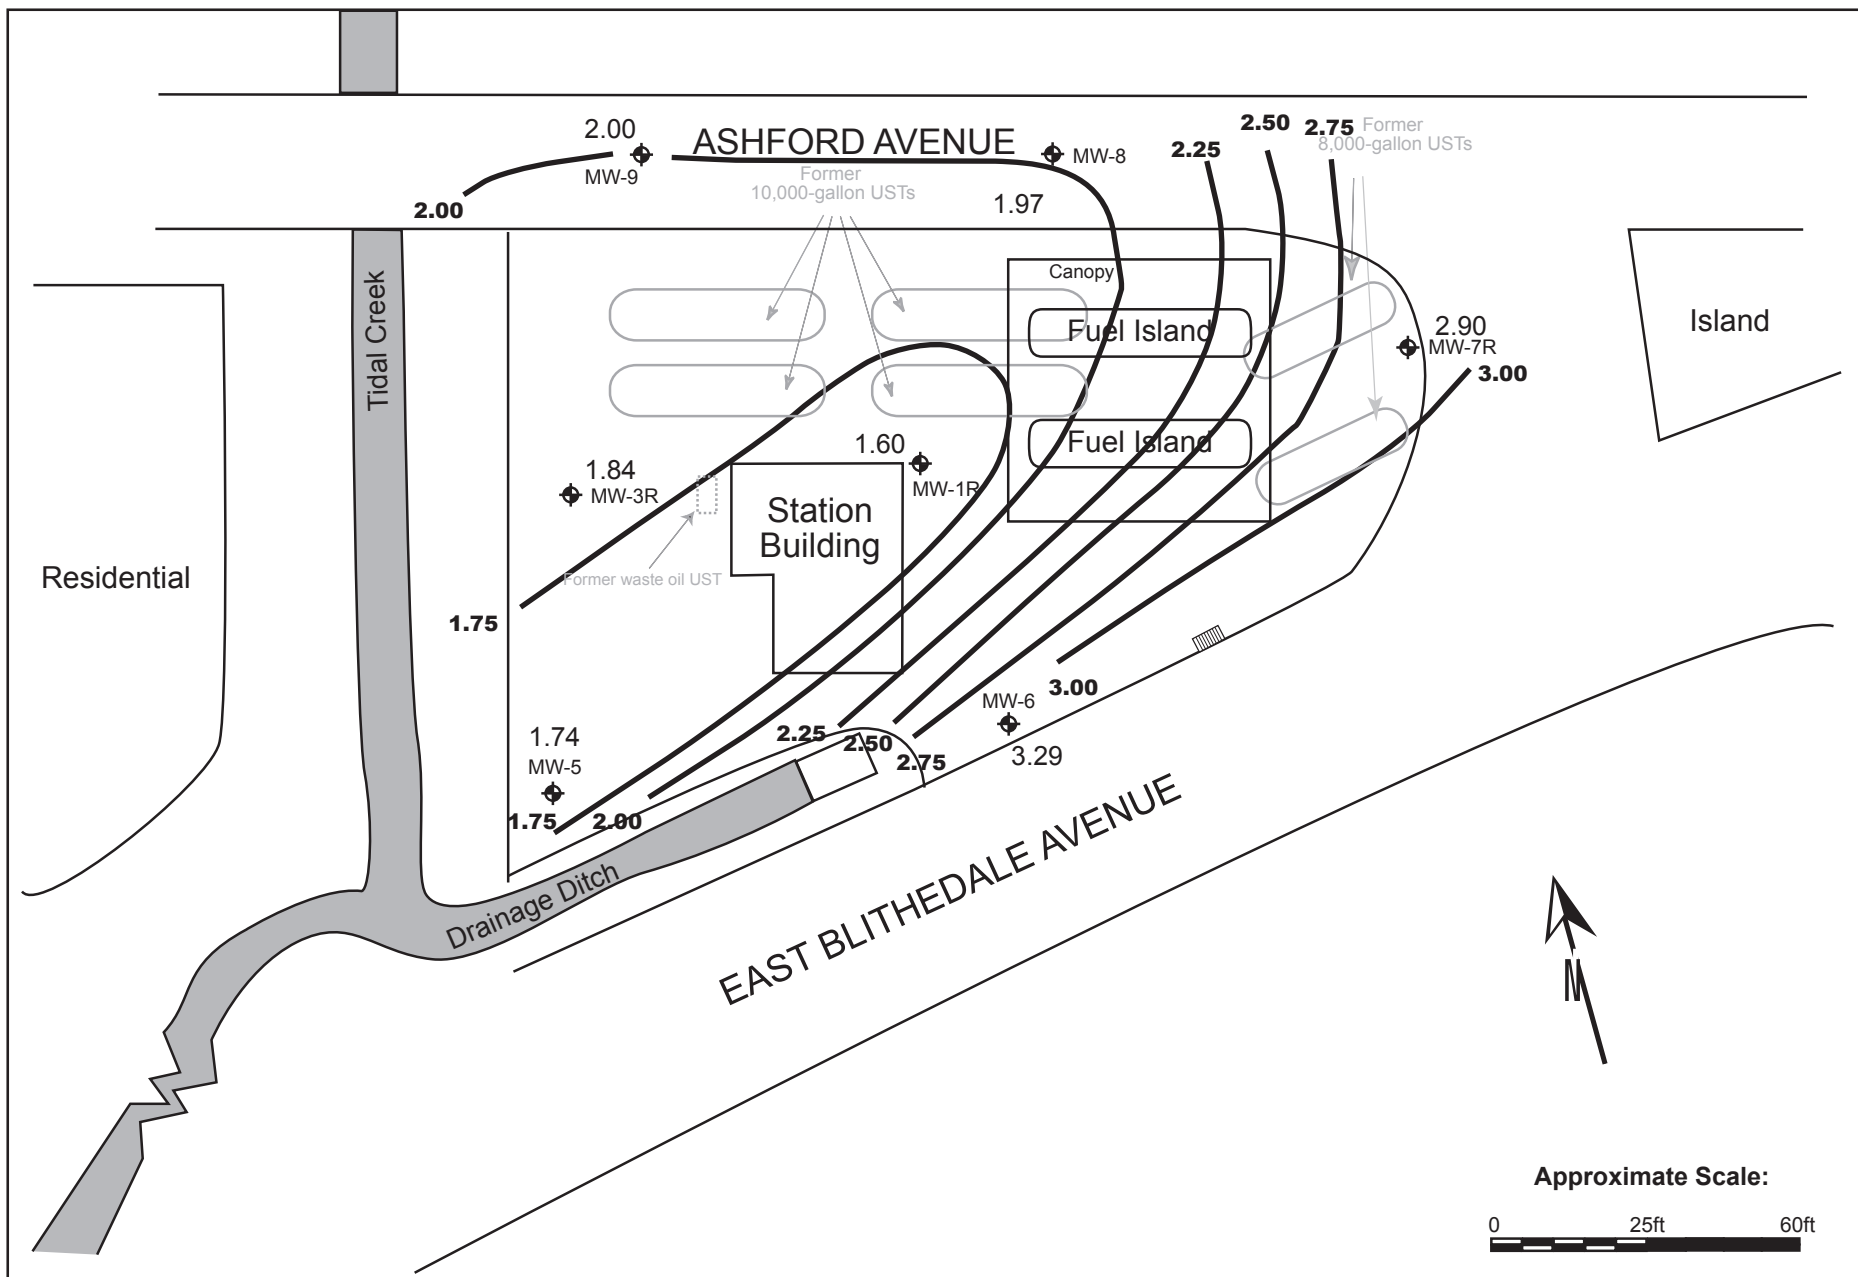 2.50
2.75
Former
8,000-gallon USTs
2.00
ASHFORD AVENUE
MW-8
2.25
MW-9
Former
10,000-gallon USTs
2.00
1.97
Canopy
Tidal Creek
Fuel Island
2.90
MW-7R
Island
3.00
1.60
MW-1R
Fuel Island
1.84
MW-3R
Station
Building
Residential
Former waste oil UST
1.75
MW-6
3.00
3.29
1.74
MW-5
2.25
2.50
2.75
1.75
2.00
Drainage Ditch
EAST BLITHEDALE AVENUE
N
Approximate Scale:
0
25ft
60ft